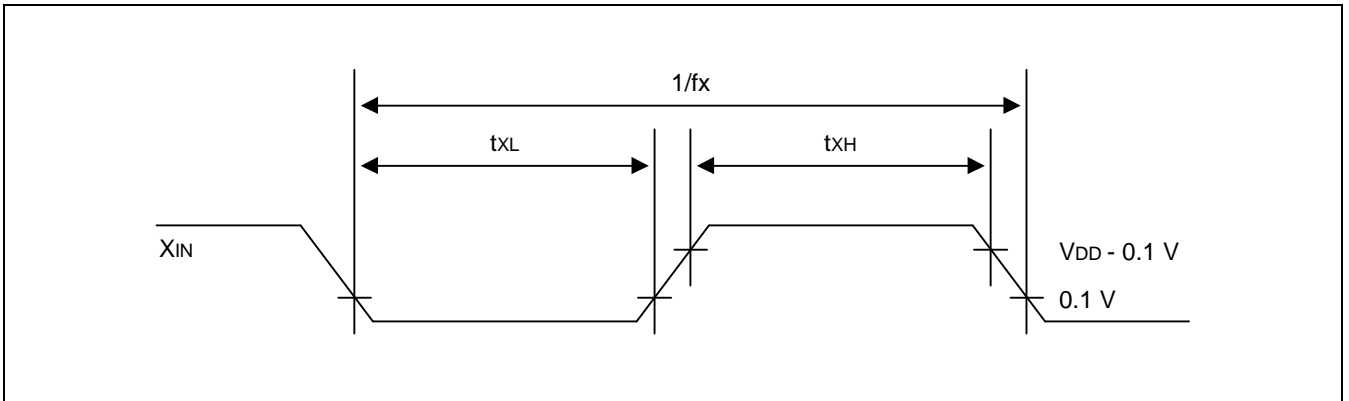 1/fx
tXL
tXH
XIN
VDD - 0.1 V
0.1 V